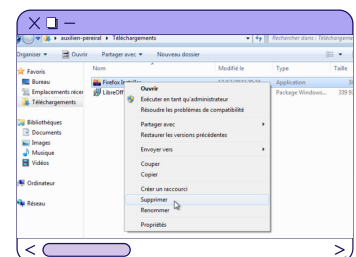 auxilien-pereiral ▸ Téléchargements
Rechercher dans : Téléchargeme
Organiser ▾ Ouvrir Partager avec ▾ Nouveau dossier
Nom Modifié le Type Taille
Favoris
Bureau
Emplacements récen
Téléchargements
Bibliothèques
Documents
Images
Musique
Vidéos
Ordinateur
Réseau
Firefox Installer Application
LibreOff Package Windows...
Ouvrir
Exécuter en tant qu'administrateur
Résoudre les problèmes de compatibilité
Partager avec
Restaurer les versions précédentes
Envoyer vers
Couper
Copier
Créer un raccourci
Supprimer
Renommer
Propriétés